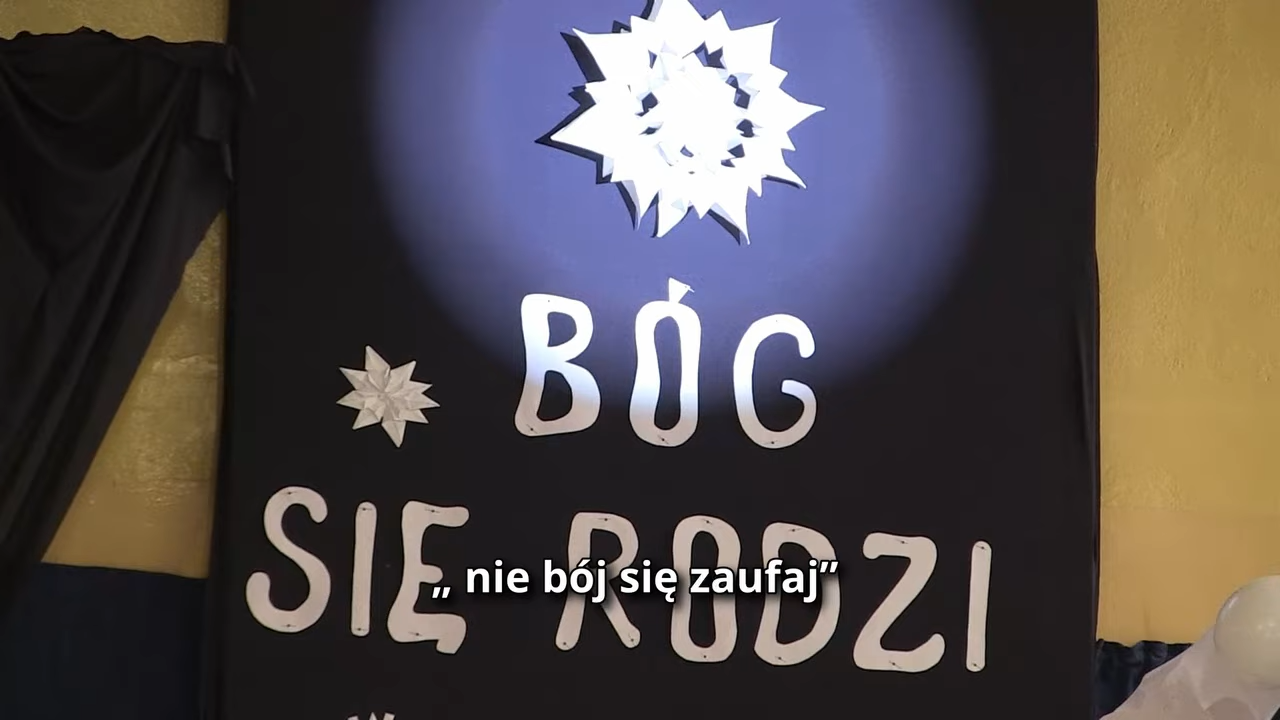 BÓG
SIĘ RODZI
„ nie bój się zaufaj”